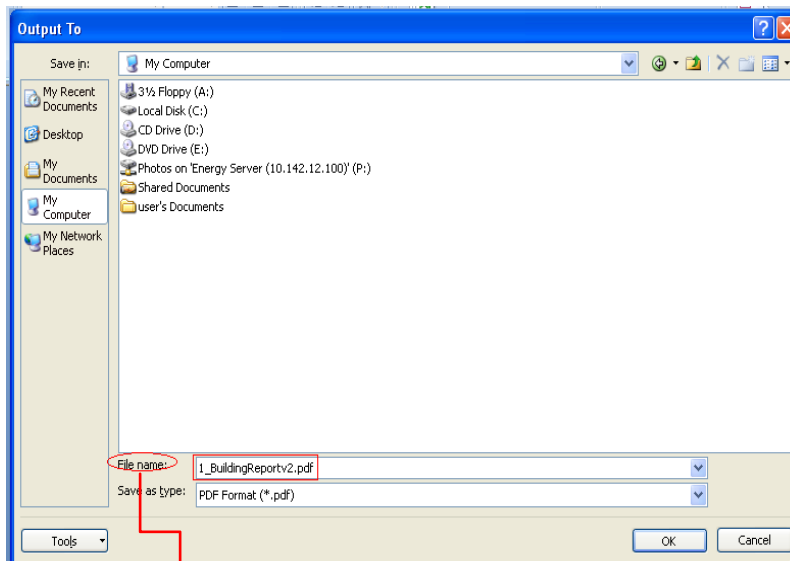 Output To
Save in:
My Computer
My Recent
Documents
Desktop
My
Documents
My
Computer
My Network
Places
3½ Floppy (A:)
Local Disk (C:)
CD Drive (D:)
DVD Drive (E:)
Photos on 'Energy Server (10.142.12.100)' (P:)
Shared Documents
user's Documents
File name:
1_BuildingReportv2.pdf
Save as type:
PDF Format (*.pdf)
Tools
OK
Cancel